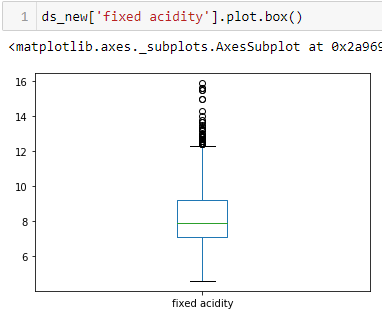 1 ds_new['fixed acidity'].plot.box()
<matplotlib.axes._subplots.AxesSubplot at 0x2a969
16
14
12
10
8
6
fixed acidity